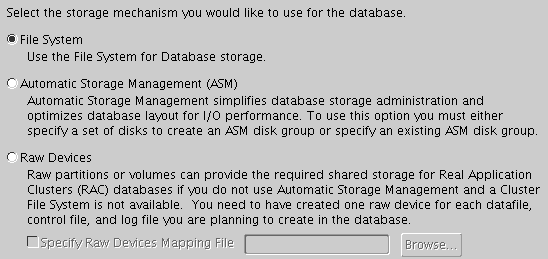 Select the storage mechanism you would like to use for the database.
File System
Use the File System for Database storage.
Automatic Storage Management (ASM)
Automatic Storage Management simplifies database storage administration and
optimizes database layout for I/O performance. To use this option you must either
specify a set of disks to create an ASM disk group or specify an existing ASM disk group.
Raw Devices
Raw partitions or volumes can provide the required shared storage for Real Application
Clusters (RAC) databases if you do not use Automatic Storage Management and a Cluster
File System is not available. You need to have created one raw device for each datafile,
control file, and log file you are planning to create in the database.
Specify Raw Devices Mapping File Browse...